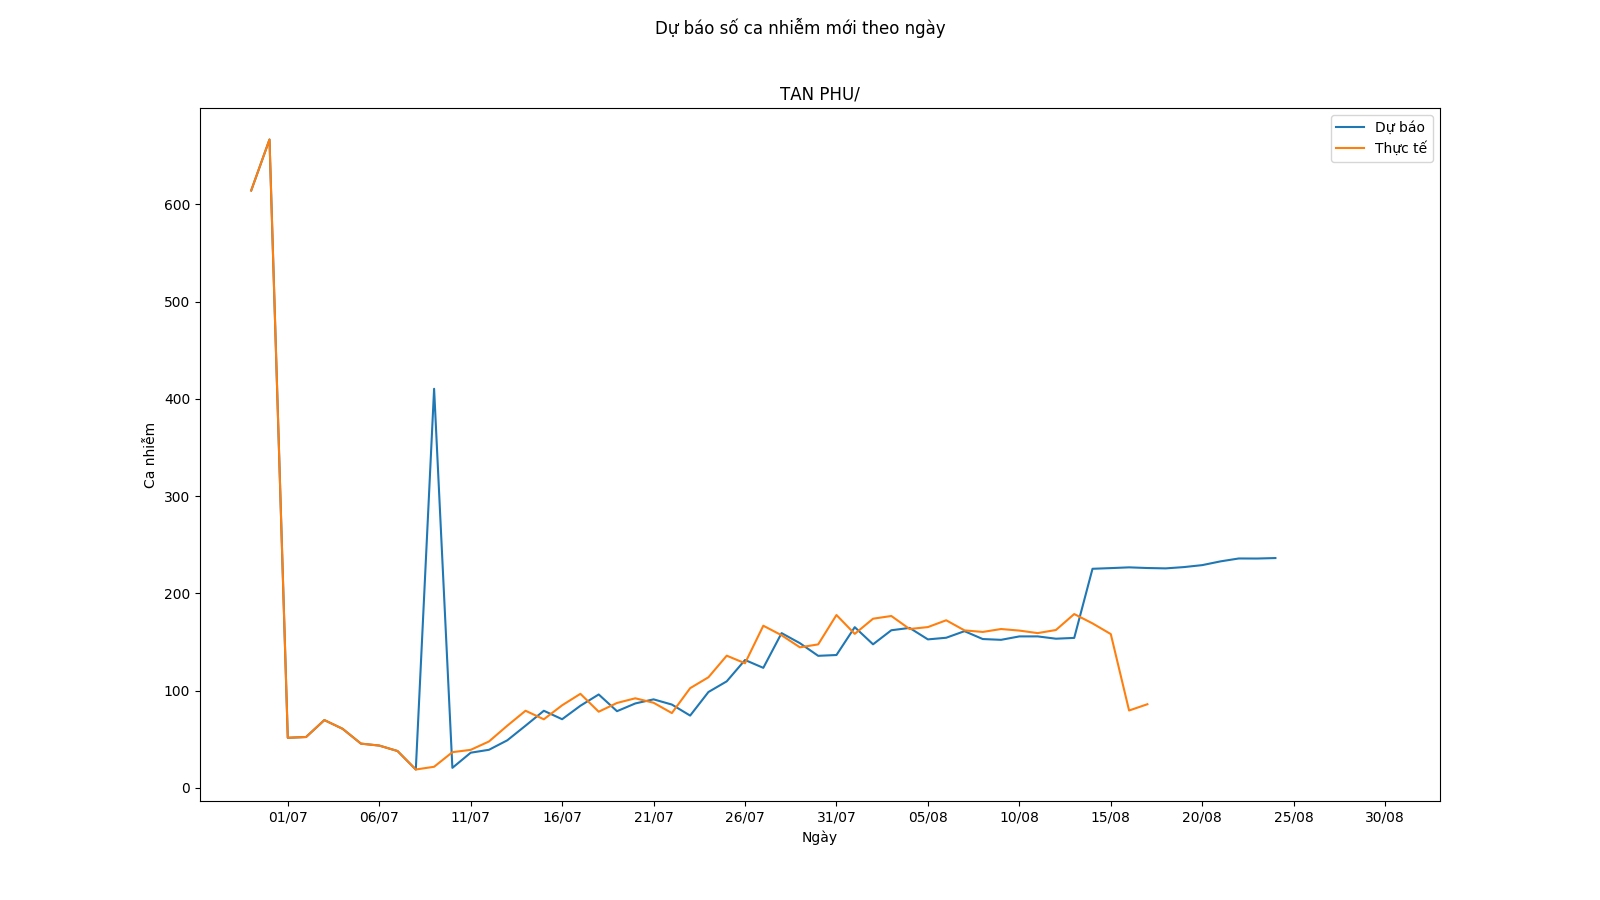 Dự báo số ca nhiễm mới theo ngày
TAN PHU/
Dự báo
Thực tế
Ca nhiễm
600
500
400
300
200
100
0
01/07 06/07 11/07 16/07 21/07 26/07 31/07 05/08 10/08 15/08 20/08 25/08 30/08
Ngày